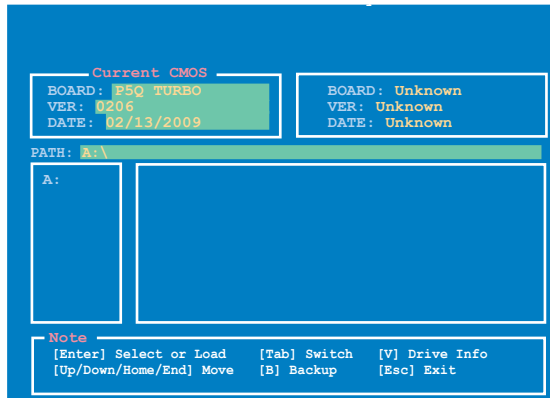 Current CMOS
BOARD: P5Q TURBO
VER: 0206
DATE: 02/13/2009
BOARD: Unknown
VER: Unknown
DATE: Unknown
PATH: A:\
A:
Note
[Enter] Select or Load [Tab] Switch [V] Drive Info
[Up/Down/Home/End] Move [B] Backup [Esc] Exit